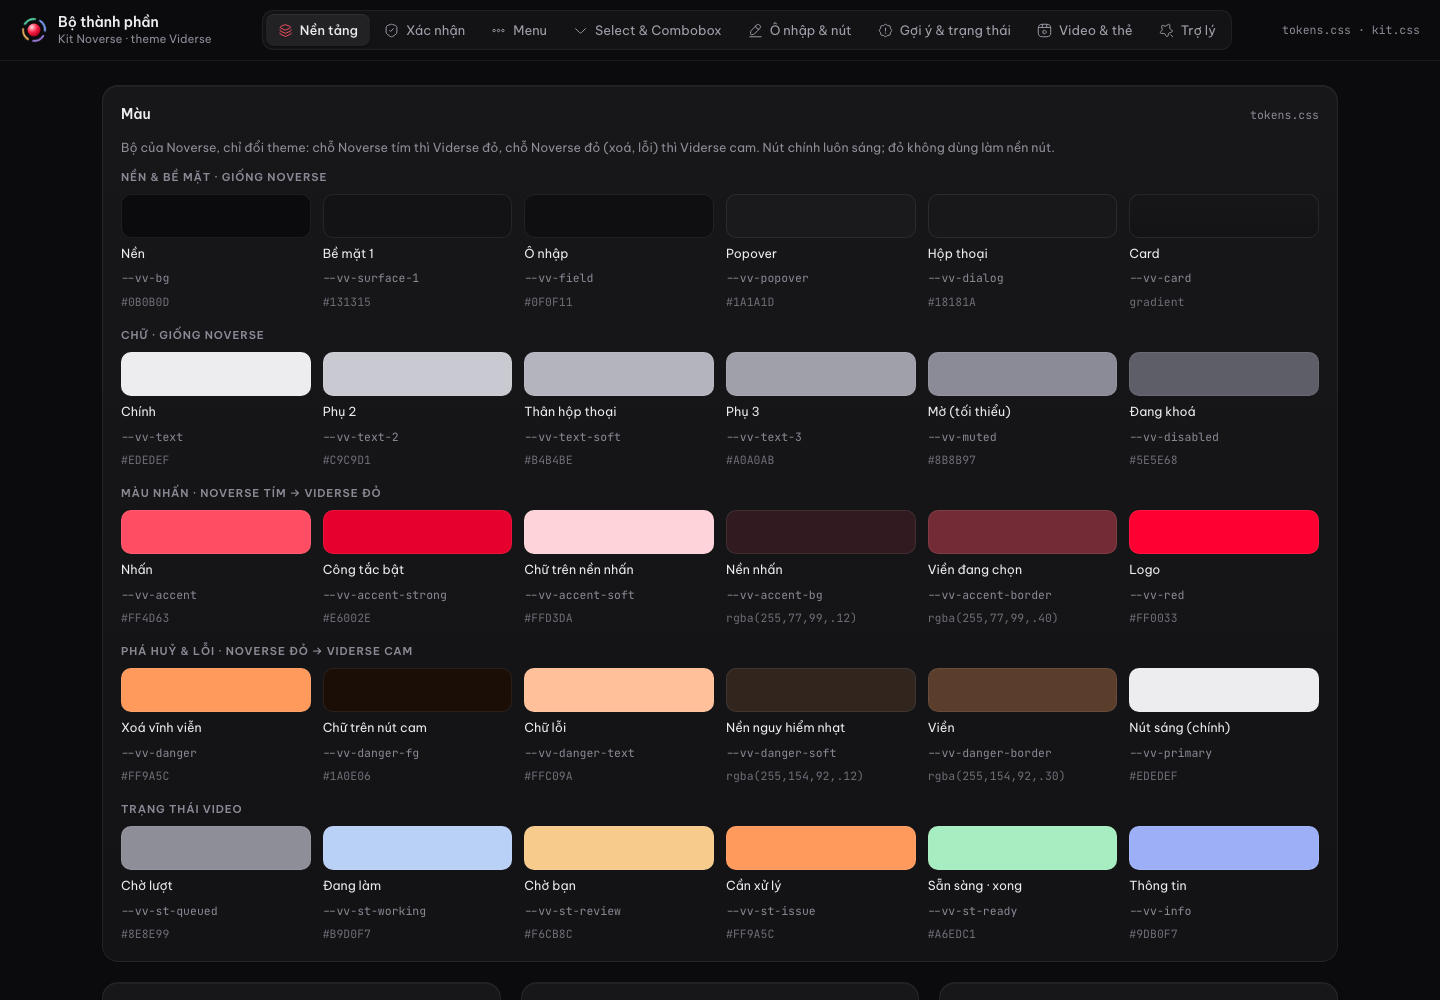 Bộ thành phần
Kit Noverse · theme Viderse
Nền tảng
Xác nhận
Menu
Select & Combobox
Ô nhập & nút
Gợi ý & trạng thái
Video & thẻ
Trợ lý
tokens.css · kit.css
Màu
tokens.css
Bộ của Noverse, chỉ đổi theme: chỗ Noverse tím thì Viderse đỏ, chỗ Noverse đỏ (xoá, lỗi) thì Viderse cam. Nút chính luôn sáng; đỏ không dùng làm nền nút.
NỀN & BỀ MẶT · GIỐNG NOVERSE
Nền
Bề mặt 1
Ô nhập
Popover
Hộp thoại
Card
--vv-bg
--vv-surface-1
--vv-field
--vv-popover
--vv-dialog
--vv-card
#0B0B0D
#131315
#0F0F11
#1A1A1D
#18181A
gradient
CHỮ · GIỐNG NOVERSE
Chính
Phụ 2
Thân hộp thoại
Phụ 3
Mờ (tối thiểu)
Đang khoá
--vv-text
--vv-text-2
--vv-text-soft
--vv-text-3
--vv-muted
--vv-disabled
#EDEDEF
#C9C9D1
#B4B4BE
#A0A0AB
#8B8B97
#5E5E68
MÀU NHẤN · NOVERSE TÍM → VIDERSE ĐỎ
Nhấn
Công tắc bật
Chữ trên nền nhấn
Nền nhấn
Viền đang chọn
Logo
--vv-accent
--vv-accent-strong
--vv-accent-soft
--vv-accent-bg
--vv-accent-border
--vv-red
#FF4D63
#E6002E
#FFD3DA
rgba(255,77,99,.12)
rgba(255,77,99,.40)
#FF0033
PHÁ HUỶ & LỖI · NOVERSE ĐỎ → VIDERSE CAM
Xoá vĩnh viễn
Chữ trên nút cam
Chữ lỗi
Nền nguy hiểm nhạt
Viền
Nút sáng (chính)
--vv-danger
--vv-danger-fg
--vv-danger-text
--vv-danger-soft
--vv-danger-border
--vv-primary
#FF9A5C
#1A0E06
#FFC09A
rgba(255,154,92,.12)
rgba(255,154,92,.30)
#EDEDEF
TRẠNG THÁI VIDEO
Chờ lượt
Đang làm
Chờ bạn
Cần xử lý
Sẵn sàng · xong
Thông tin
--vv-st-queued
--vv-st-working
--vv-st-review
--vv-st-issue
--vv-st-ready
--vv-info
#8E8E99
#B9D0F7
#F6CB8C
#FF9A5C
#A6EDC1
#9DB0F7